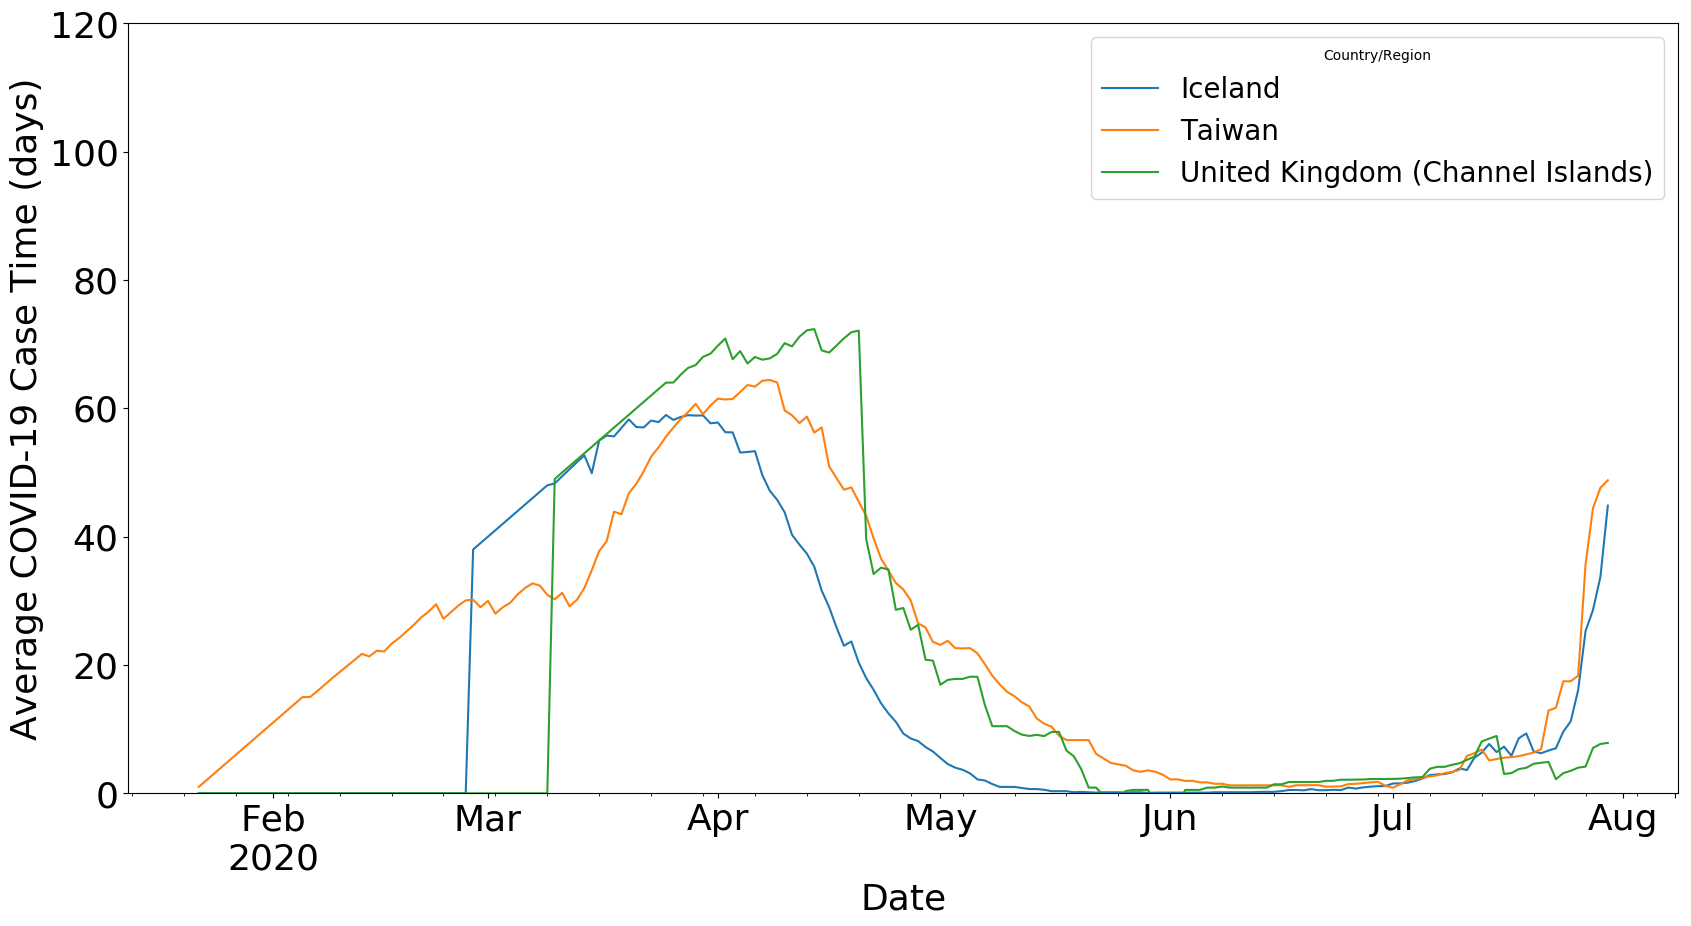 Average COVID-19 Case Time (days)
120
100
80
60
40
20
0
Country/Region
Iceland
Taiwan
United Kingdom (Channel Islands)
Feb
2020
Mar
Apr
May
Jun
Jul
Aug
Date